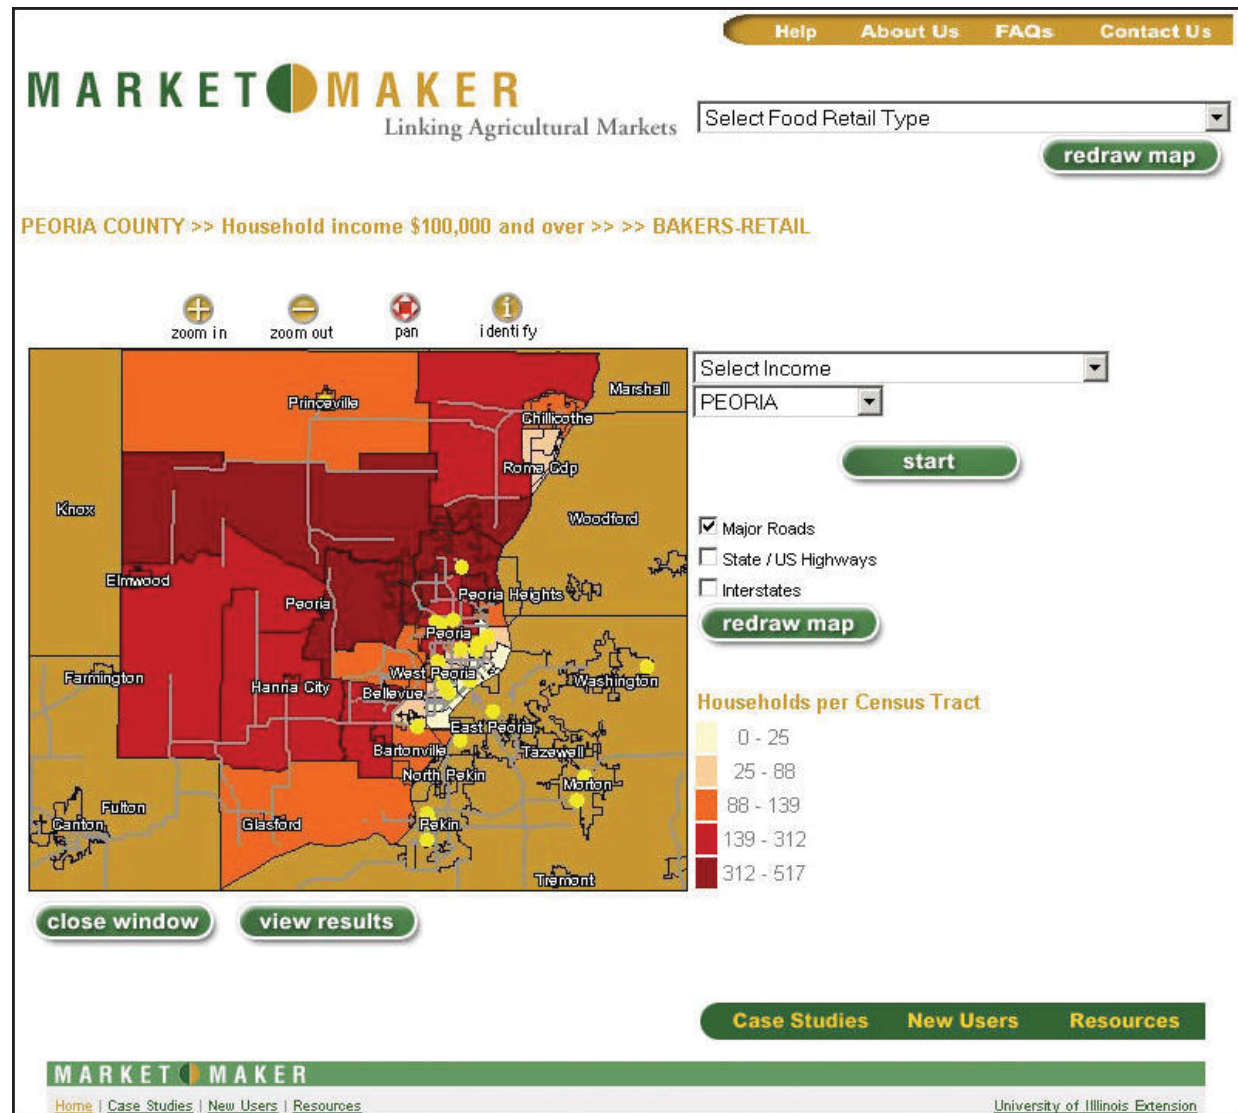 Help About Us FAQs Contact Us
MARKET MAKER
Linking Agricultural Markets
Select Food Retail Type
redraw map
PEORIA COUNTY >> Household income $100,000 and over >> >> BAKERS-RETAIL
zoom in zoom out pan identify
Select Income
PEORIA
start
Major Roads
State / US Highways
Interstates
redraw map
Marshall
Princeville
Chillicothe
Rome Cdp
Knox
Woodford
Elmwood
Peoria
Peoria Heights
Peoria
West Peoria
Farmington
Hanna City
Bellevue
Washington
East Peoria
Bartonville
Tazewell
North Pekin
Morton
Fulton
Canton
Glasford
Pekin
Tremont
Households per Census Tract
0 - 25
25 - 88
88 - 139
139 - 312
312 - 517
close window view results
Case Studies New Users Resources
MARKET MAKER
Home | Case Studies | New Users | Resources
University of Illinois Extension